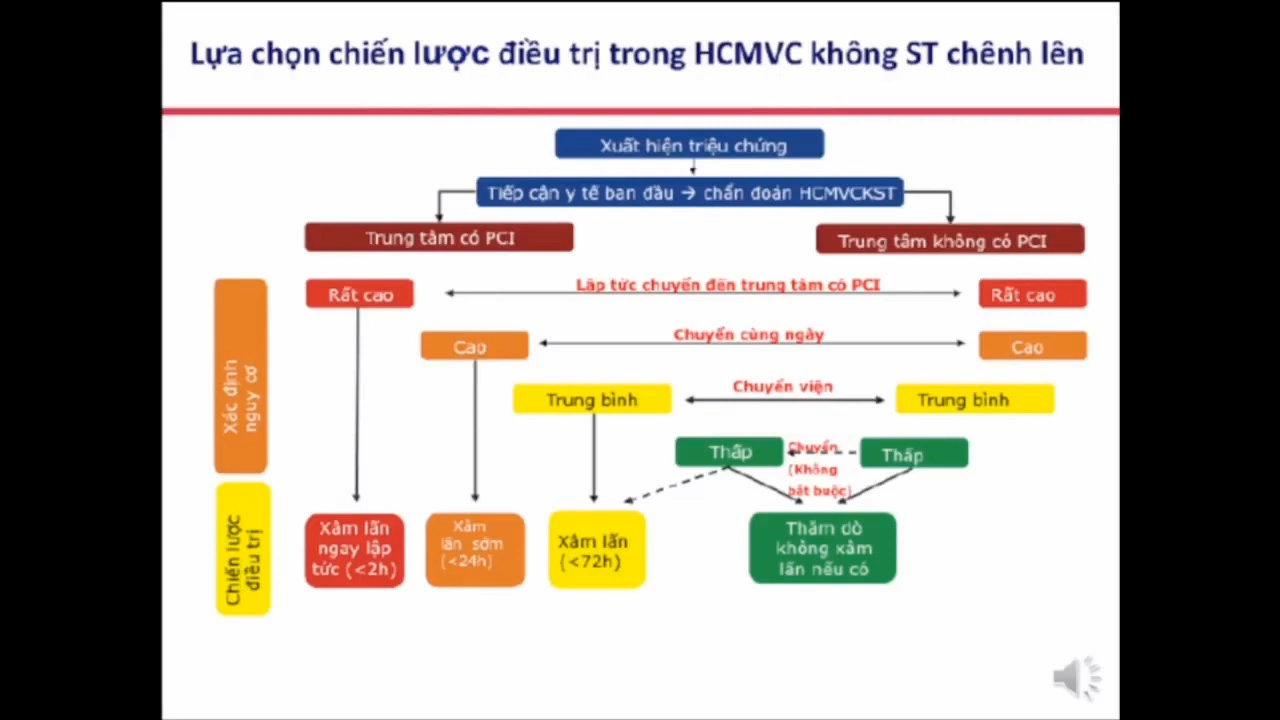 Lựa chọn chiến lược điều trị trong HCMVC không ST chênh lên
Xuất hiện triệu chứng
Tiếp cận y tế ban đầu → chẩn đoán HCMVCKST
Trung tâm có PCI
Trung tâm không có PCI
Xác định
nguy cơ
Rất cao
Lập tức chuyển đến trung tâm có PCI
Rất cao
Cao
Chuyển cùng ngày
Cao
Trung bình
Chuyển viện
Trung bình
Thấp
Chuyển
(Không
bắt buộc)
Thấp
Chiến lược
điều trị
Xâm lấn
ngay lập
tức (<2h)
Xâm
lấn sớm
(<24h)
Xâm lấn
(<72h)
Thăm dò
không xâm
lấn nếu có